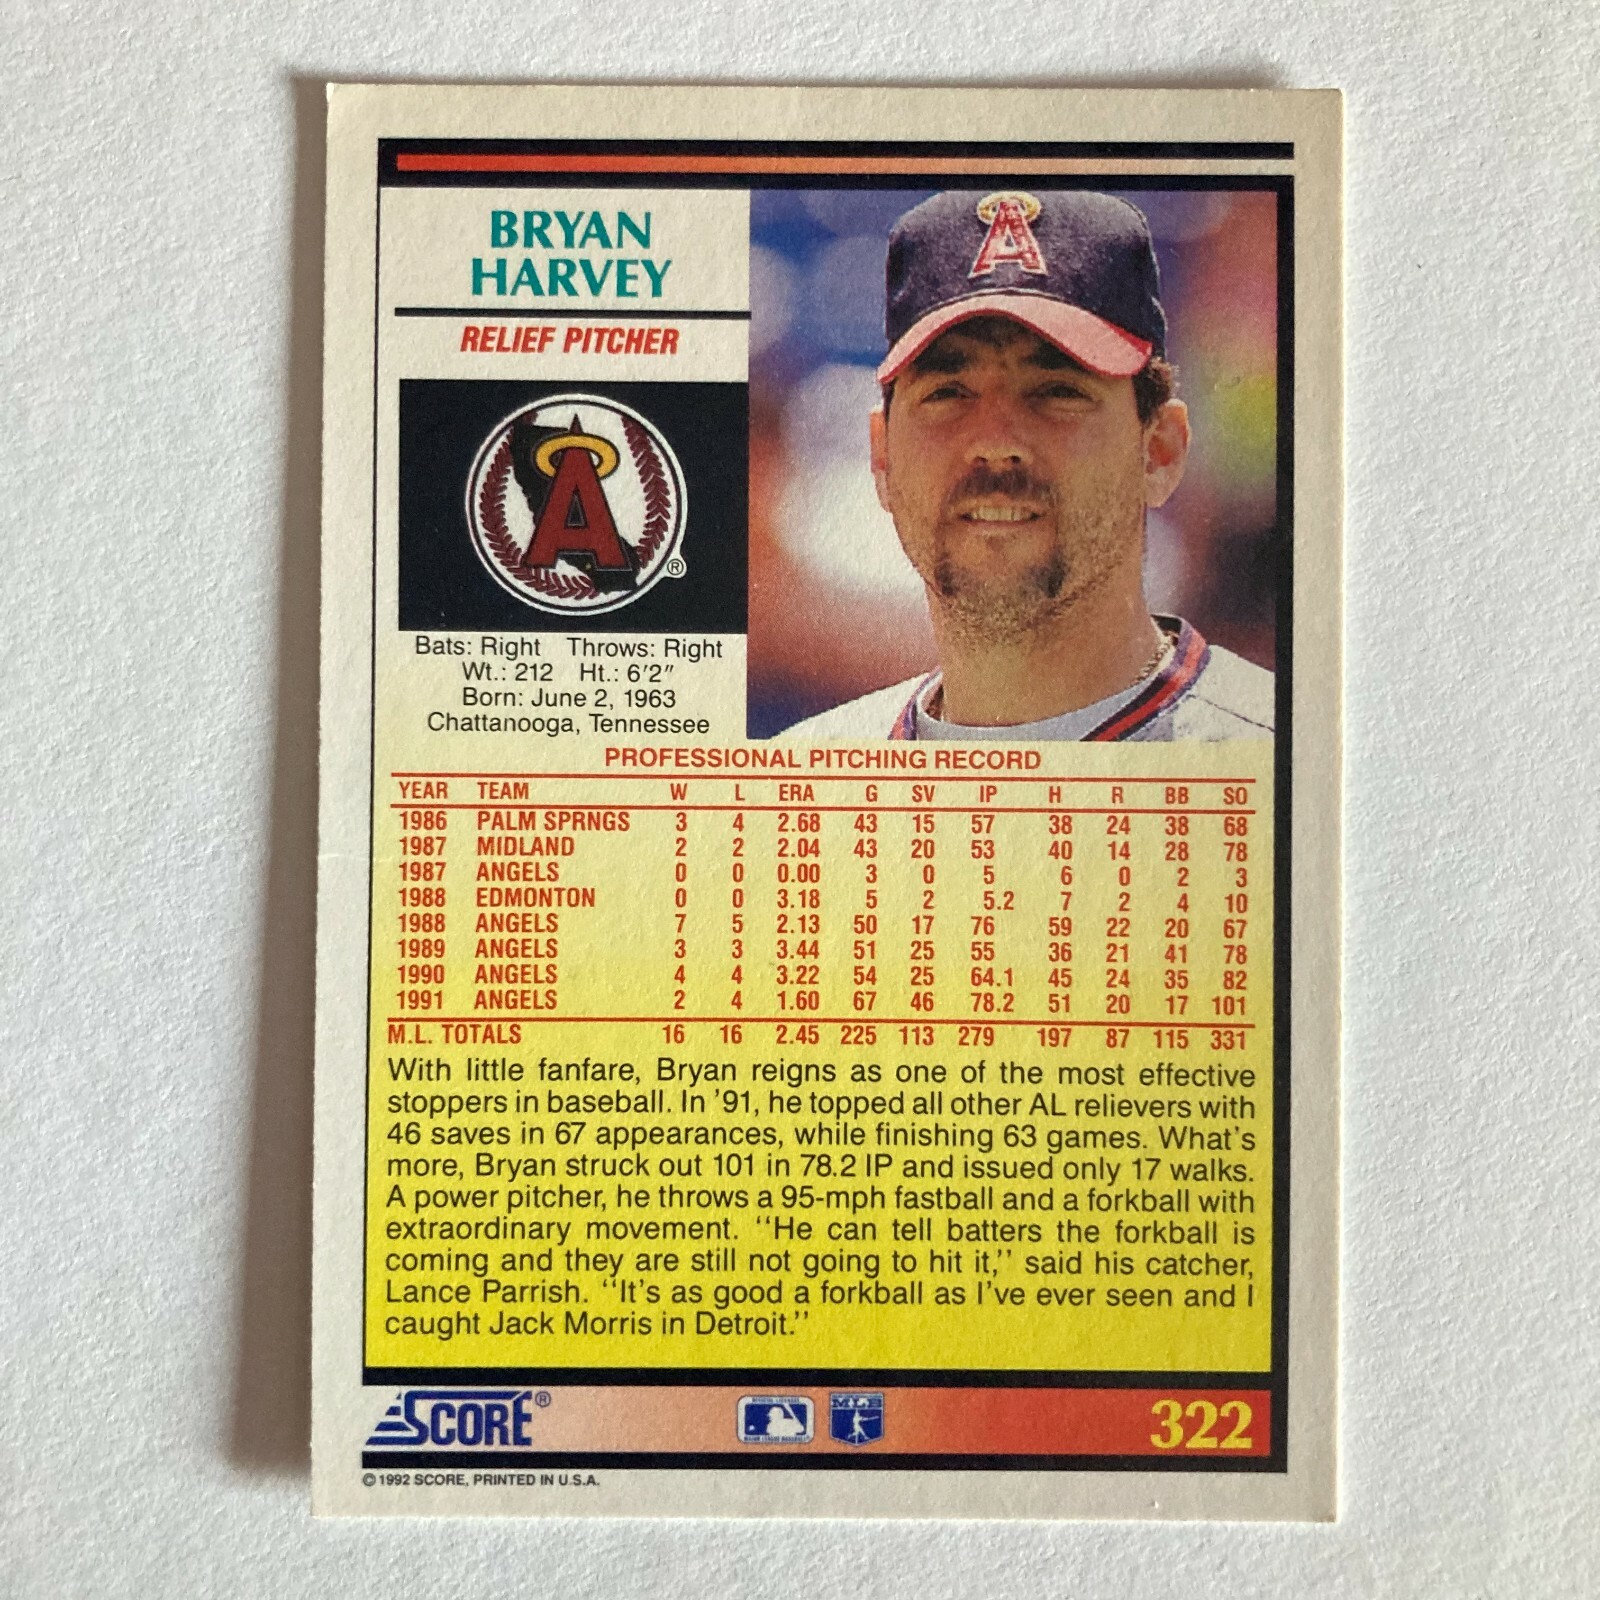 BRYAN
HARVEY
RELIEF PITCHER
A
A
®
Bats: Right Throws: Right
Wt.: 212 Ht.: 6'2"
Born: June 2, 1963
Chattanooga, Tennessee
PROFESSIONAL PITCHING RECORD
YEAR TEAM W L ERA G SV IP H R BB SO
1986 PALM SPRNGS 3 4 2.68 43 15 57 38 24 38 68
1987 MIDLAND 2 2 2.04 43 20 53 40 14 28 78
1987 ANGELS 0 0 0.00 3 0 5 6 0 2 3
1988 EDMONTON 0 0 3.18 5 2 5.2 7 2 4 10
1988 ANGELS 7 5 2.13 50 17 76 59 22 20 67
1989 ANGELS 3 3 3.44 51 25 55 36 21 41 78
1990 ANGELS 4 4 3.22 54 25 64.1 45 24 35 82
1991 ANGELS 2 4 1.60 67 46 78.2 51 20 17 101
M.L. TOTALS 16 16 2.45 225 113 279 197 87 115 331
With little fanfare, Bryan reigns as one of the most effective
stoppers in baseball. In '91, he topped all other AL relievers with
46 saves in 67 appearances, while finishing 63 games. What's
more, Bryan struck out 101 in 78.2 IP and issued only 17 walks.
A power pitcher, he throws a 95-mph fastball and a forkball with
extraordinary movement. ''He can tell batters the forkball is
coming and they are still not going to hit it,'' said his catcher,
Lance Parrish. ''It's as good a forkball as I've ever seen and I
caught Jack Morris in Detroit.''
SCORE®
MLB
322
© 1992 SCORE, PRINTED IN U.S.A.